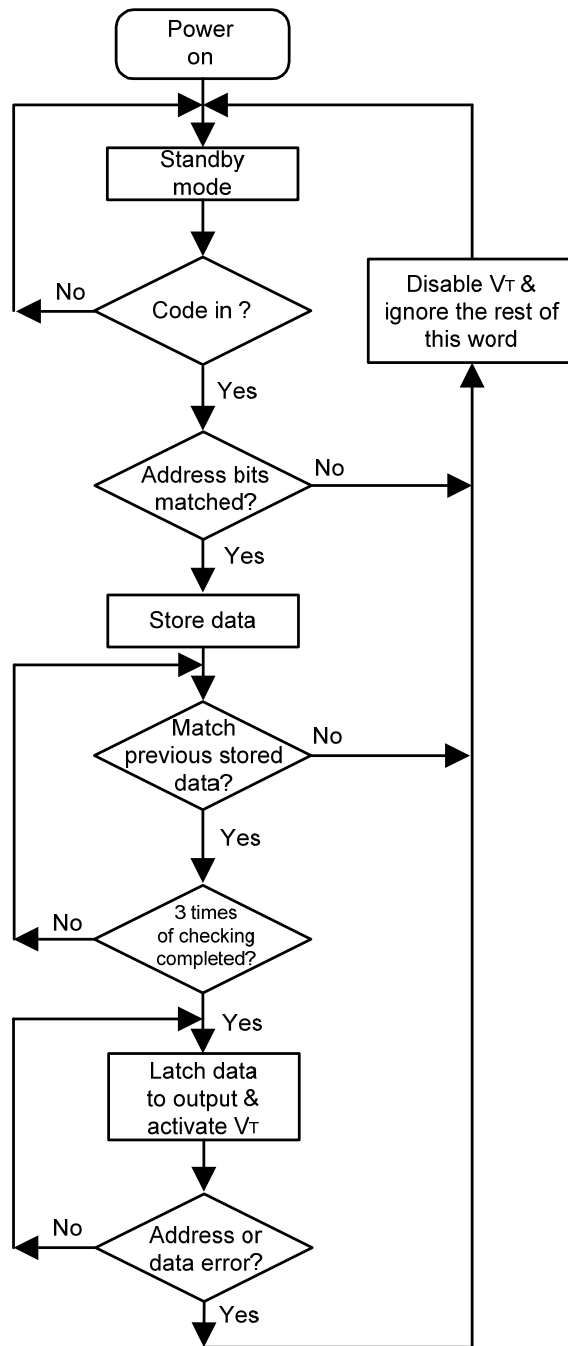 Power
on
Standby
mode
No
Code in ?
Disable VT &
ignore the rest of
this word
Yes
Address bits
matched?
No
Yes
Store data
Match
previous stored
data?
No
Yes
No
3 times
of checking
completed?
Yes
Latch data
to output &
activate VT
No
Address or
data error?
Yes